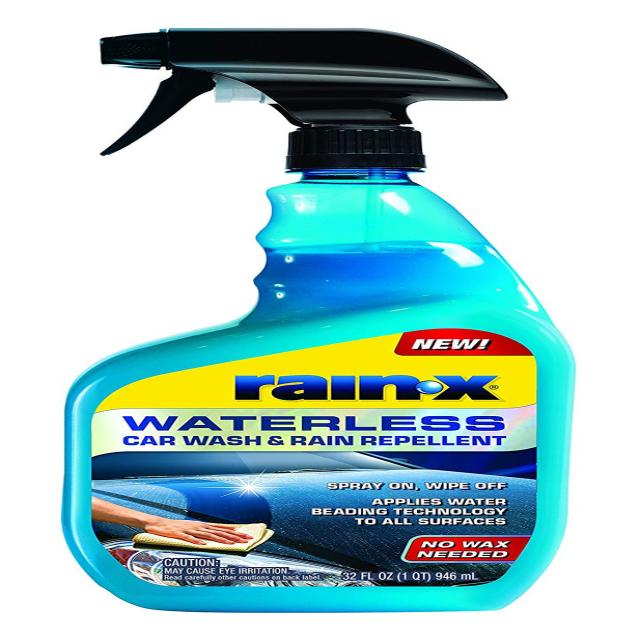 NEW!
rain-x®
WATERLESS
CAR WASH & RAIN REPELLENT
SPRAY ON, WIPE OFF
APPLIES WATER
BEADING TECHNOLOGY
TO ALL SURFACES
NO WAX
NEEDED
CAUTION:
MAY CAUSE EYE IRRITATION.
Read carefully other cautions on back label.
32 FL OZ (1 QT) 946 mL